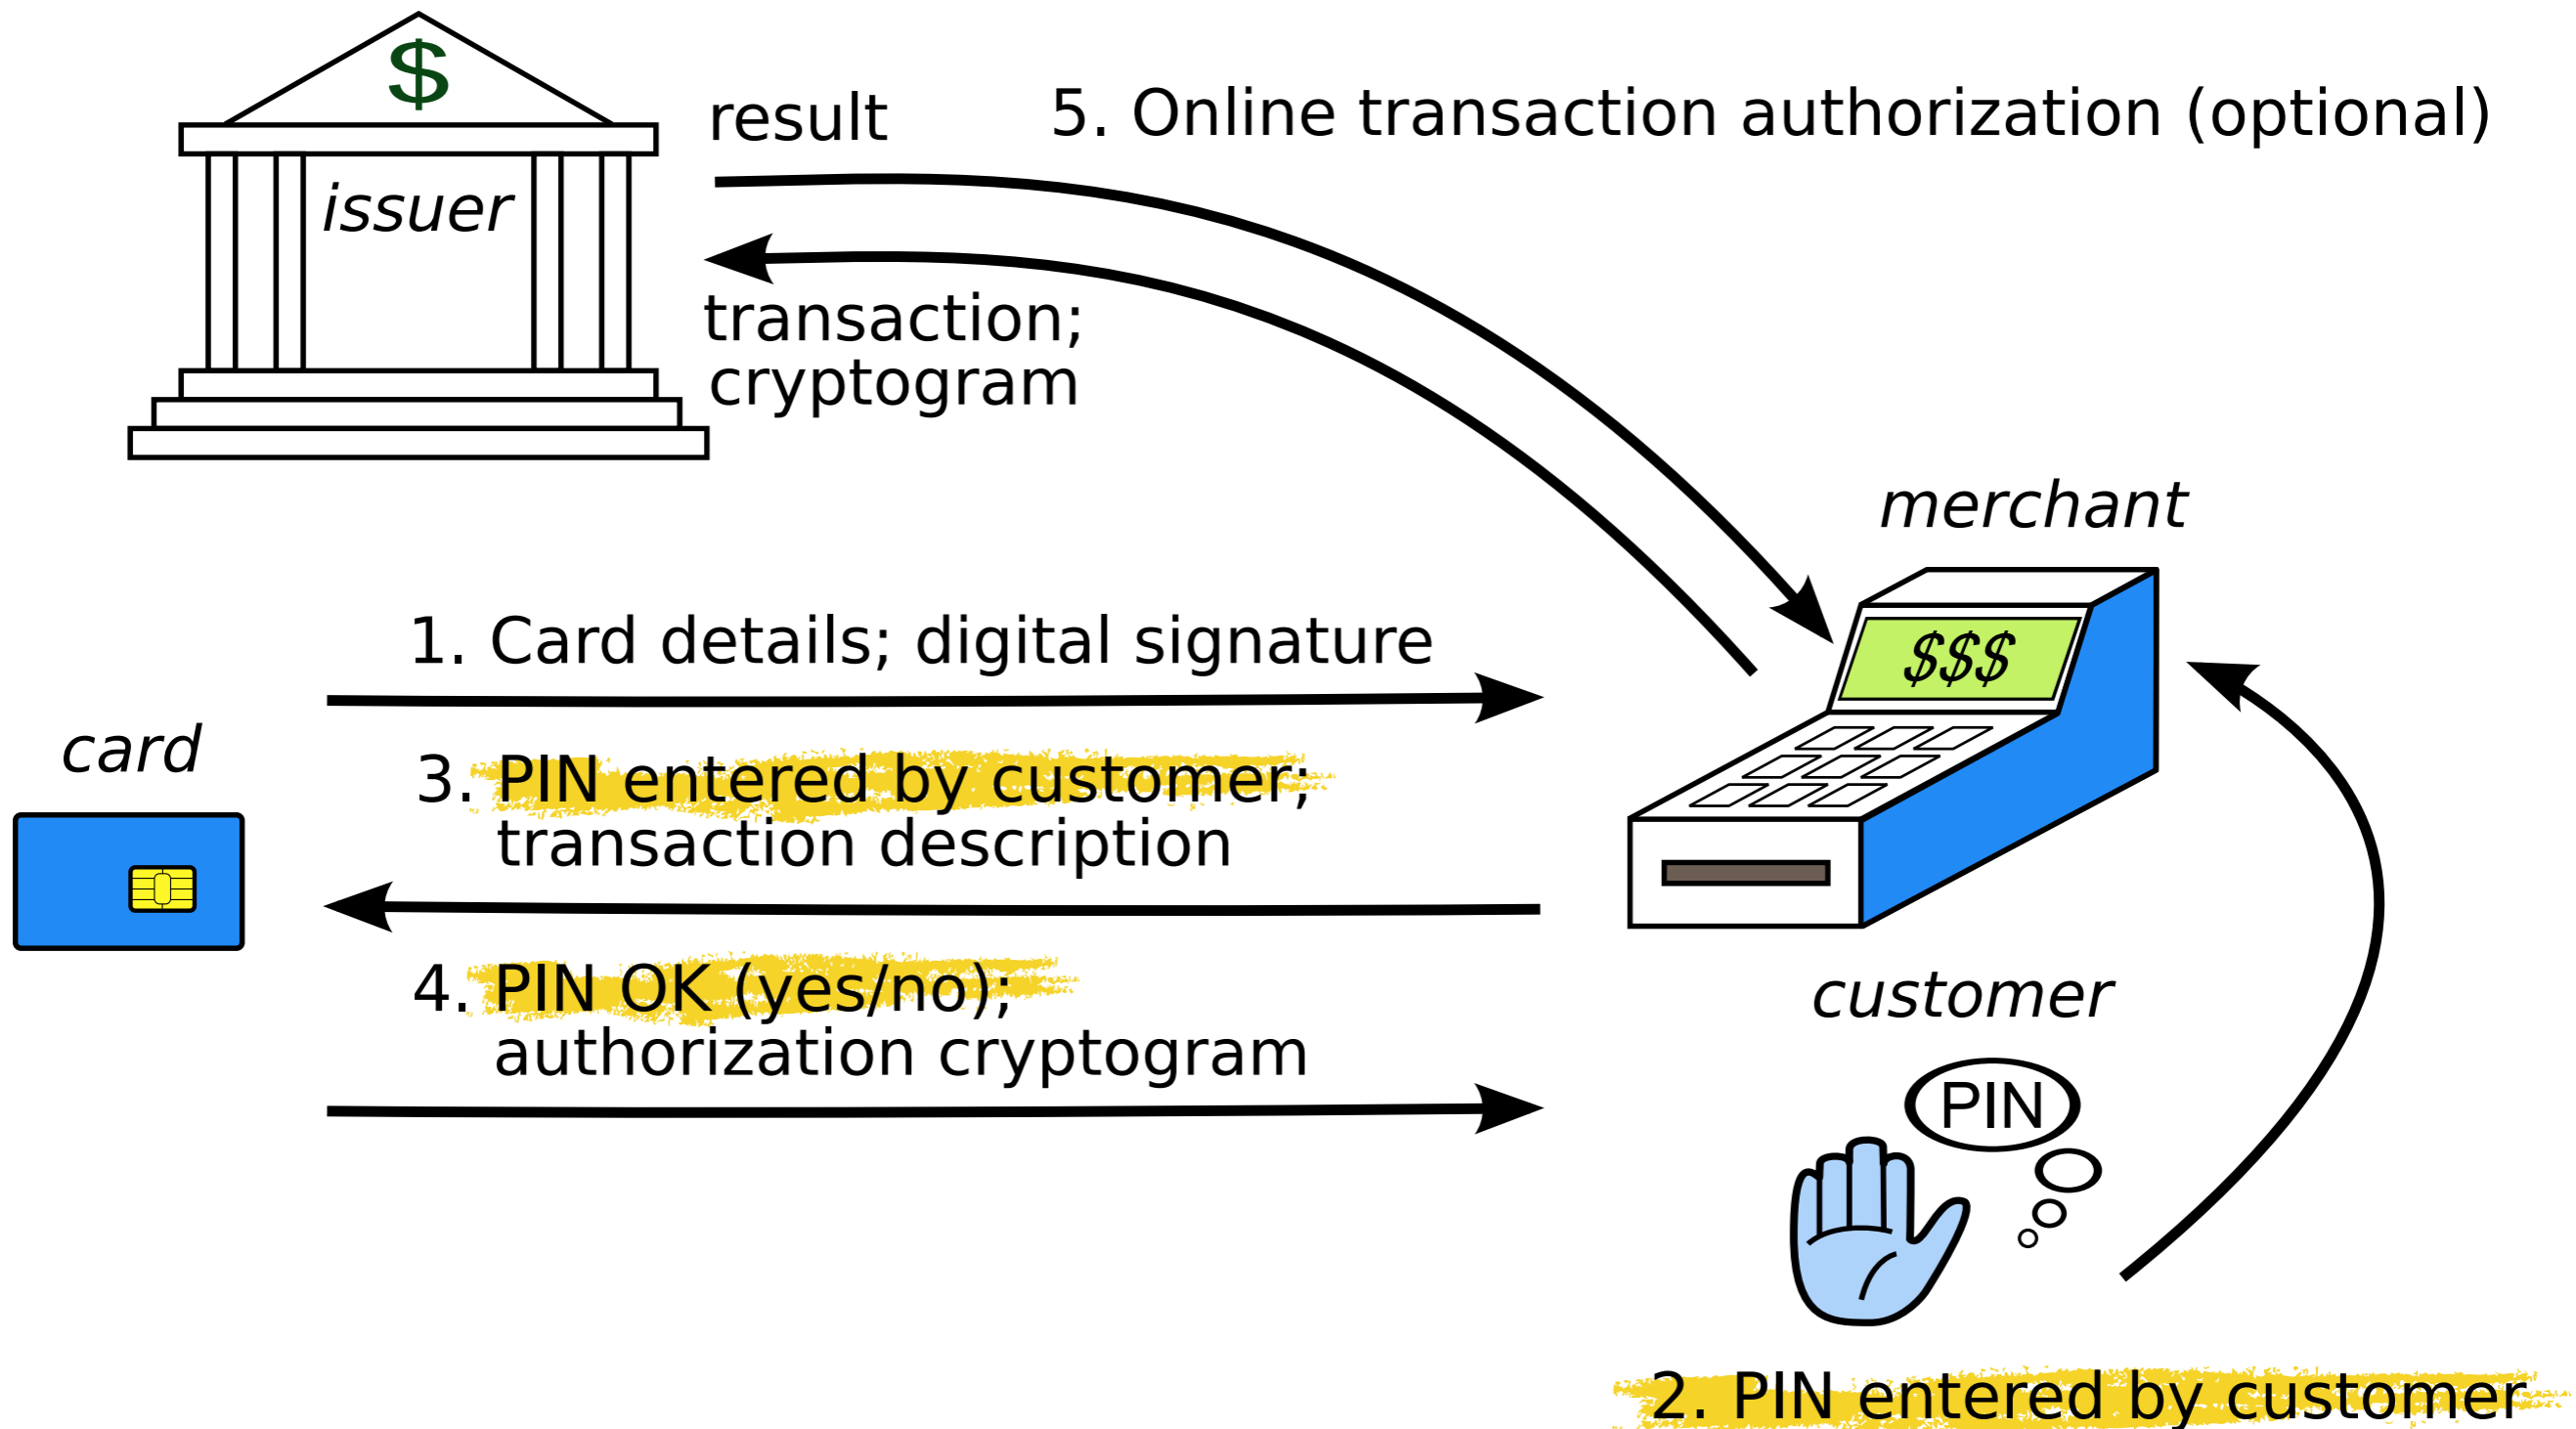 $
issuer
result
5. Online transaction authorization (optional)
transaction;
cryptogram
merchant
$$$
1. Card details; digital signature
card
3. PIN entered by customer;
transaction description
4. PIN OK (yes/no);
authorization cryptogram
customer
PIN
2. PIN entered by customer